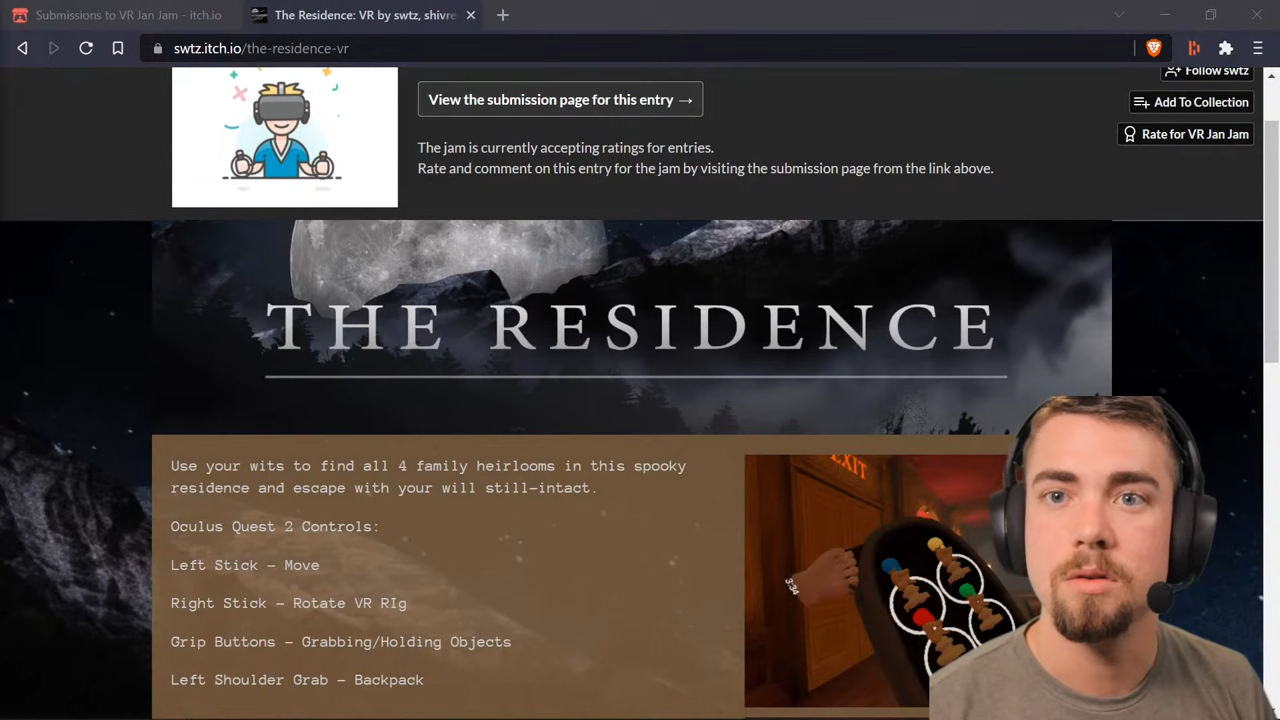 Submissions to VR Jan Jam - itch.io
The Residence: VR by swtz, shivre
swtz.itch.io/the-residence-vr
Follow swtz
View the submission page for this entry →
Add To Collection
Rate for VR Jan Jam
The jam is currently accepting ratings for entries.
Rate and comment on this entry for the jam by visiting the submission page from the link above.
THE RESIDENCE
Use your wits to find all 4 family heirlooms in this spooky
residence and escape with your will still-intact.
EXIT
Oculus Quest 2 Controls:
Left Stick - Move
3:34
Right Stick - Rotate VR RIg
Grip Buttons - Grabbing/Holding Objects
Left Shoulder Grab - Backpack